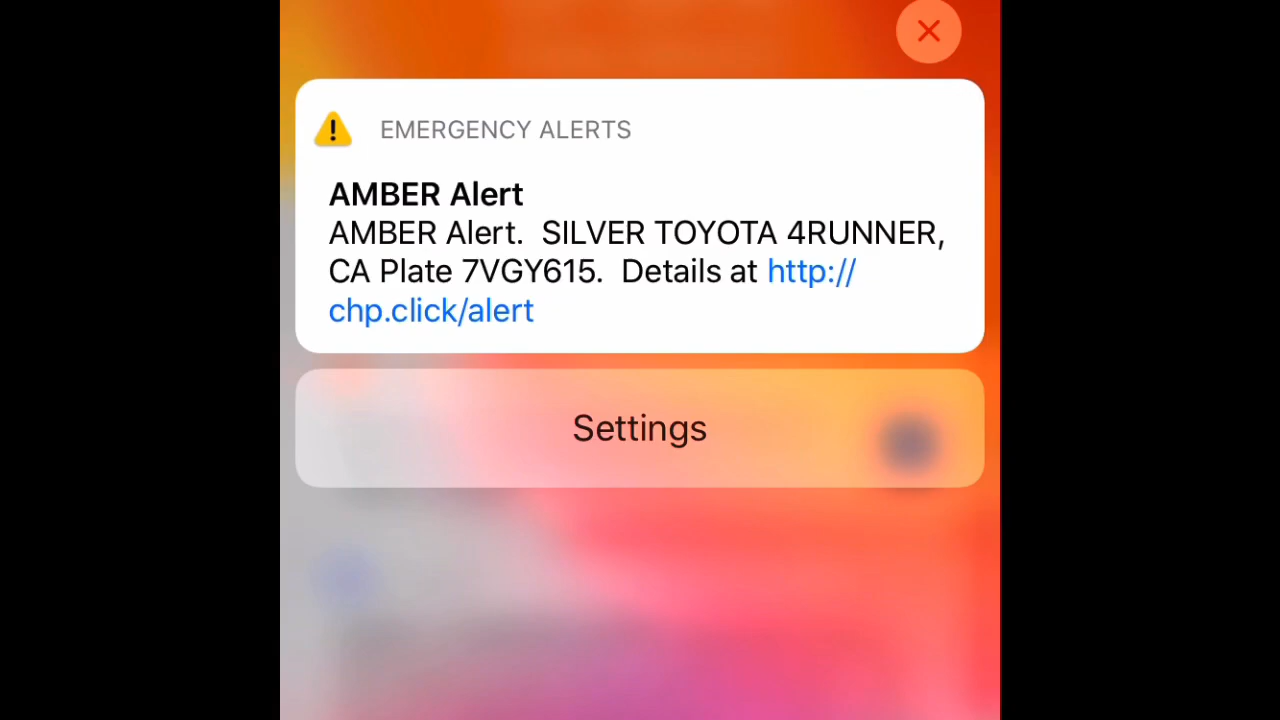 EMERGENCY ALERTS
AMBER Alert
AMBER Alert.  SILVER TOYOTA 4RUNNER,
CA Plate 7VGY615.  Details at http://
chp.click/alert
Settings